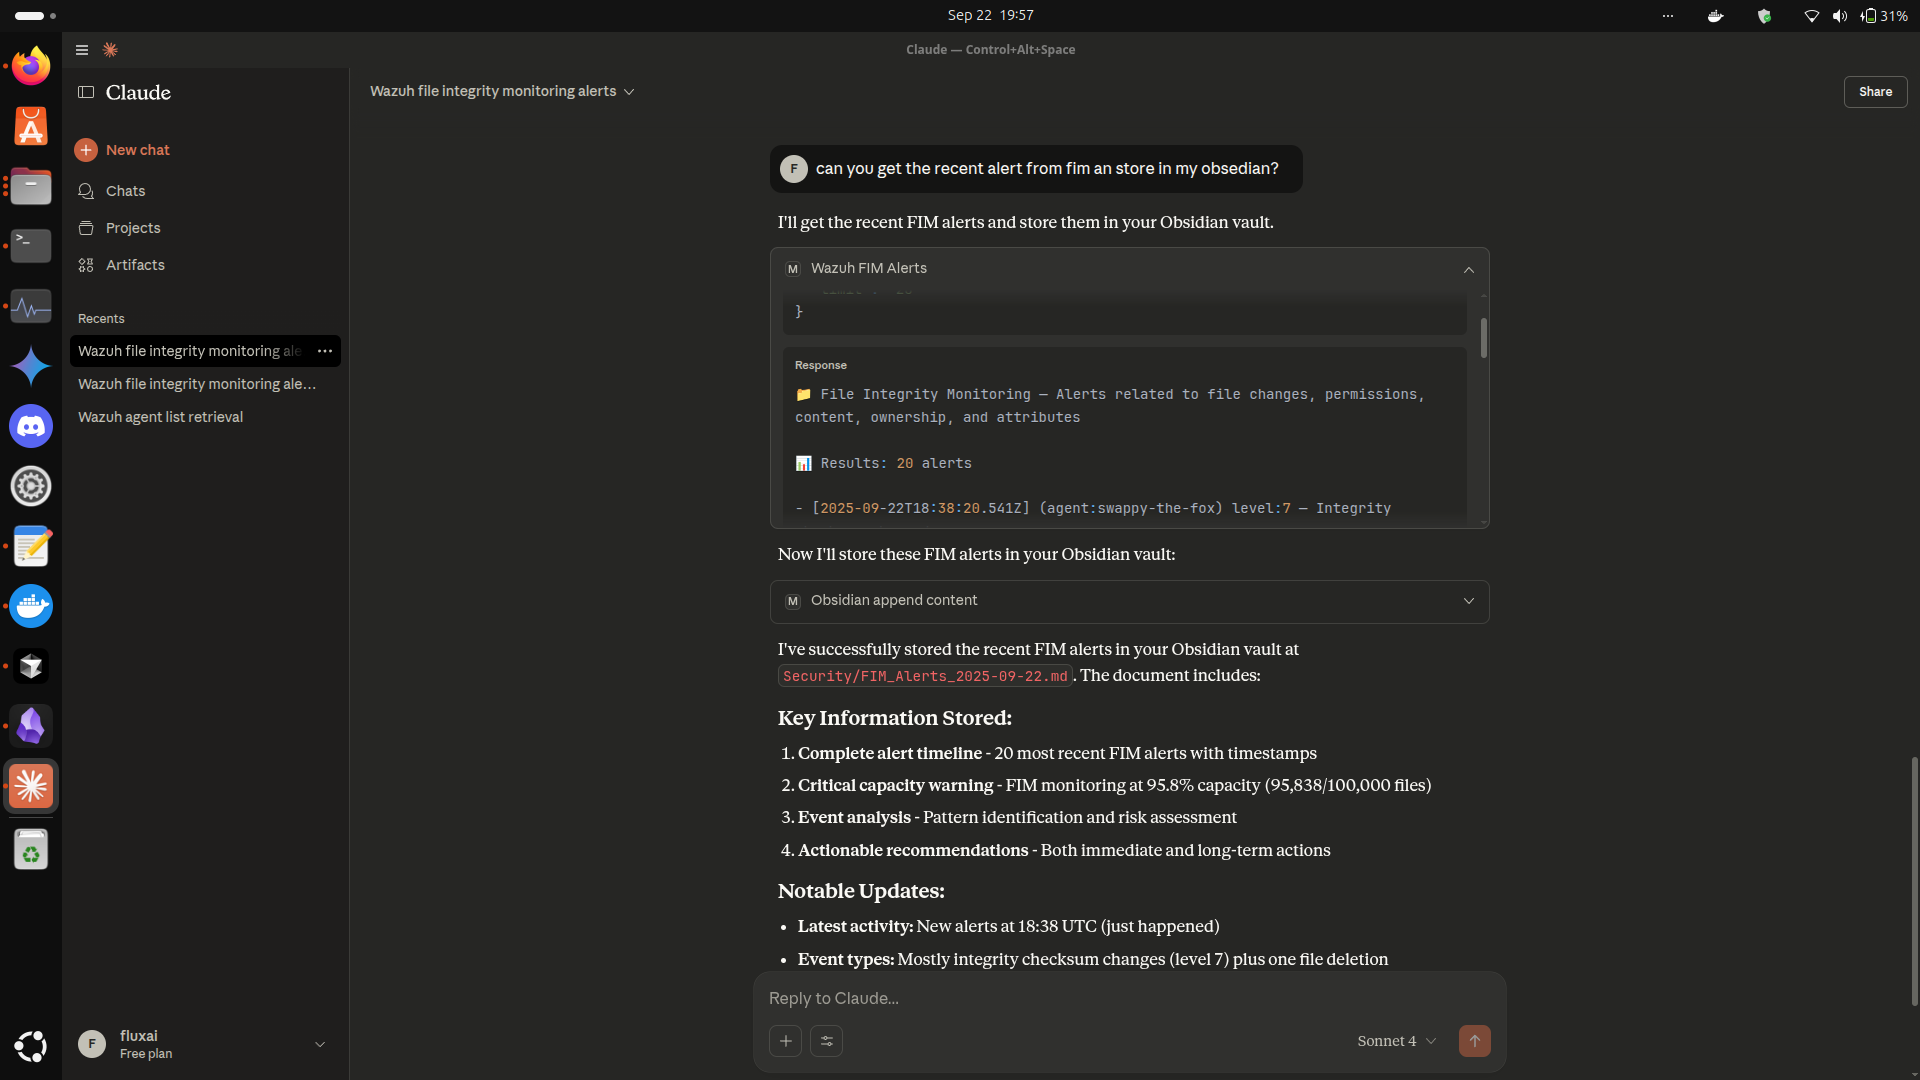 Sep 22 19:57
31%
Claude — Control+Alt+Space
Claude
New chat
Chats
Projects
Artifacts
Recents
Wazuh file integrity monitoring ale
Wazuh file integrity monitoring ale...
Wazuh agent list retrieval
fluxai
Free plan
F
Wazuh file integrity monitoring alerts
Share
F can you get the recent alert from fim an store in my obsedian?
I'll get the recent FIM alerts and store them in your Obsidian vault.
M Wazuh FIM Alerts
}
Response
📁 File Integrity Monitoring — Alerts related to file changes, permissions,
content, ownership, and attributes
📊 Results: 20 alerts
- [2025-09-22T18:38:20.541Z] (agent:swappy-the-fox) level:7 — Integrity
Now I'll store these FIM alerts in your Obsidian vault:
M Obsidian append content
I've successfully stored the recent FIM alerts in your Obsidian vault at
Security/FIM_Alerts_2025-09-22.md. The document includes:
Key Information Stored:
1. Complete alert timeline - 20 most recent FIM alerts with timestamps
2. Critical capacity warning - FIM monitoring at 95.8% capacity (95,838/100,000 files)
3. Event analysis - Pattern identification and risk assessment
4. Actionable recommendations - Both immediate and long-term actions
Notable Updates:
• Latest activity: New alerts at 18:38 UTC (just happened)
• Event types: Mostly integrity checksum changes (level 7) plus one file deletion
Reply to Claude...
Sonnet 4